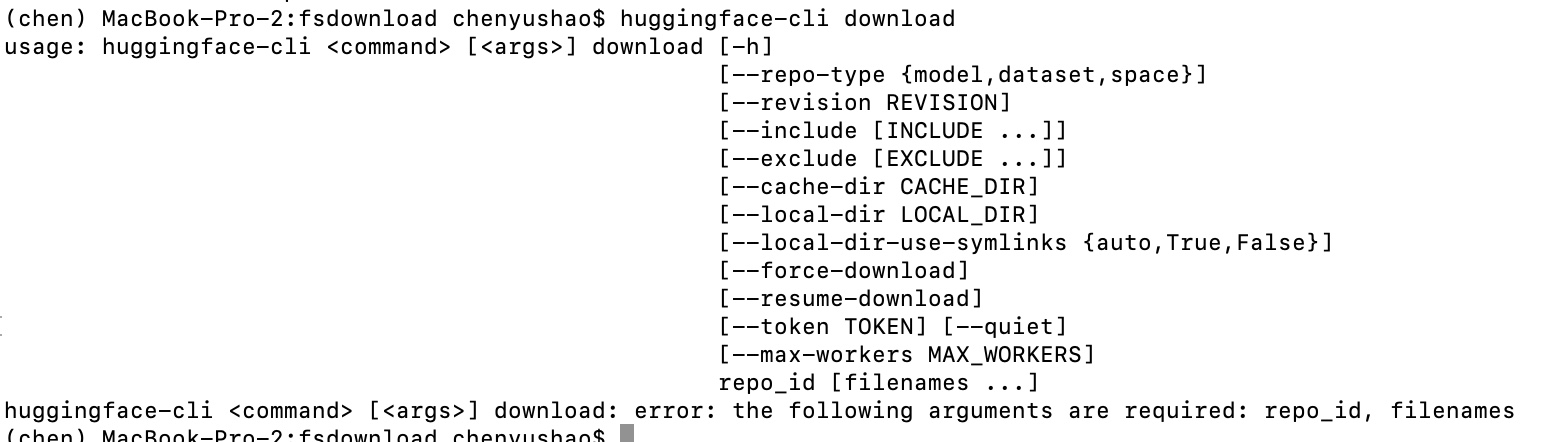 (chen) MacBook-Pro-2:fsdownload chenyushao$ huggingface-cli download
usage: huggingface-cli <command> [<args>] download [-h]
[--repo-type {model,dataset,space}]
[--revision REVISION]
[--include [INCLUDE ...]]
[--exclude [EXCLUDE ...]]
[--cache-dir CACHE_DIR]
[--local-dir LOCAL_DIR]
[--local-dir-use-symlinks {auto,True,False}]
[--force-download]
[--resume-download]
[--token TOKEN] [--quiet]
[--max-workers MAX_WORKERS]
repo_id [filenames ...]
huggingface-cli <command> [<args>] download: error: the following arguments are required: repo_id, filenames
(chen) MacBook-Pro-2:fsdownload chenyushao$